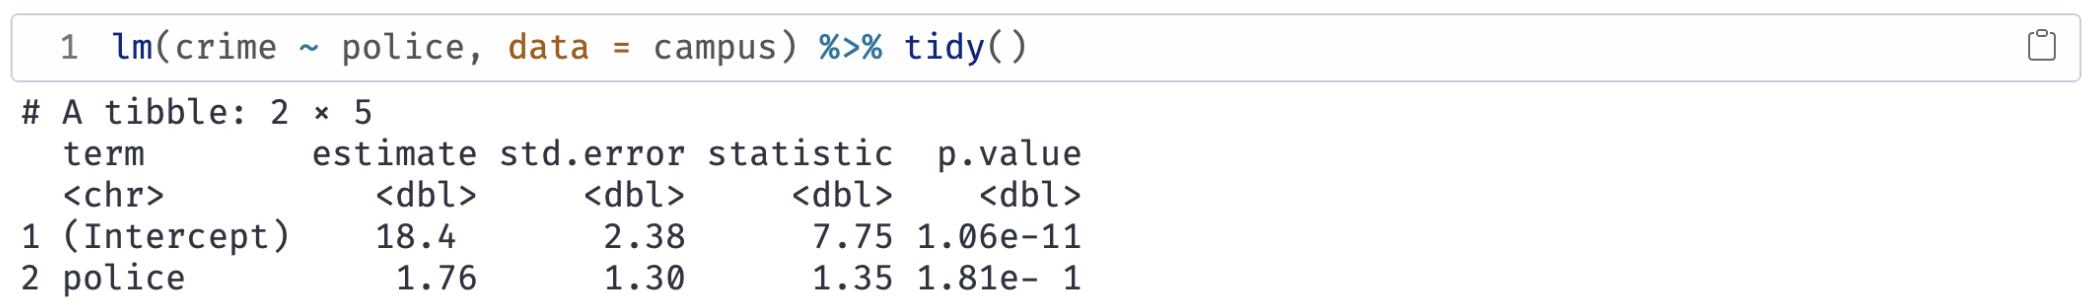 1 lm(crime ~ police, data = campus) %>% tidy()
# A tibble: 2 × 5
  term        estimate std.error statistic  p.value
  <chr>          <dbl>     <dbl>     <dbl>    <dbl>
1 (Intercept)    18.4       2.38      7.75 1.06e-11
2 police          1.76      1.30      1.35 1.81e- 1